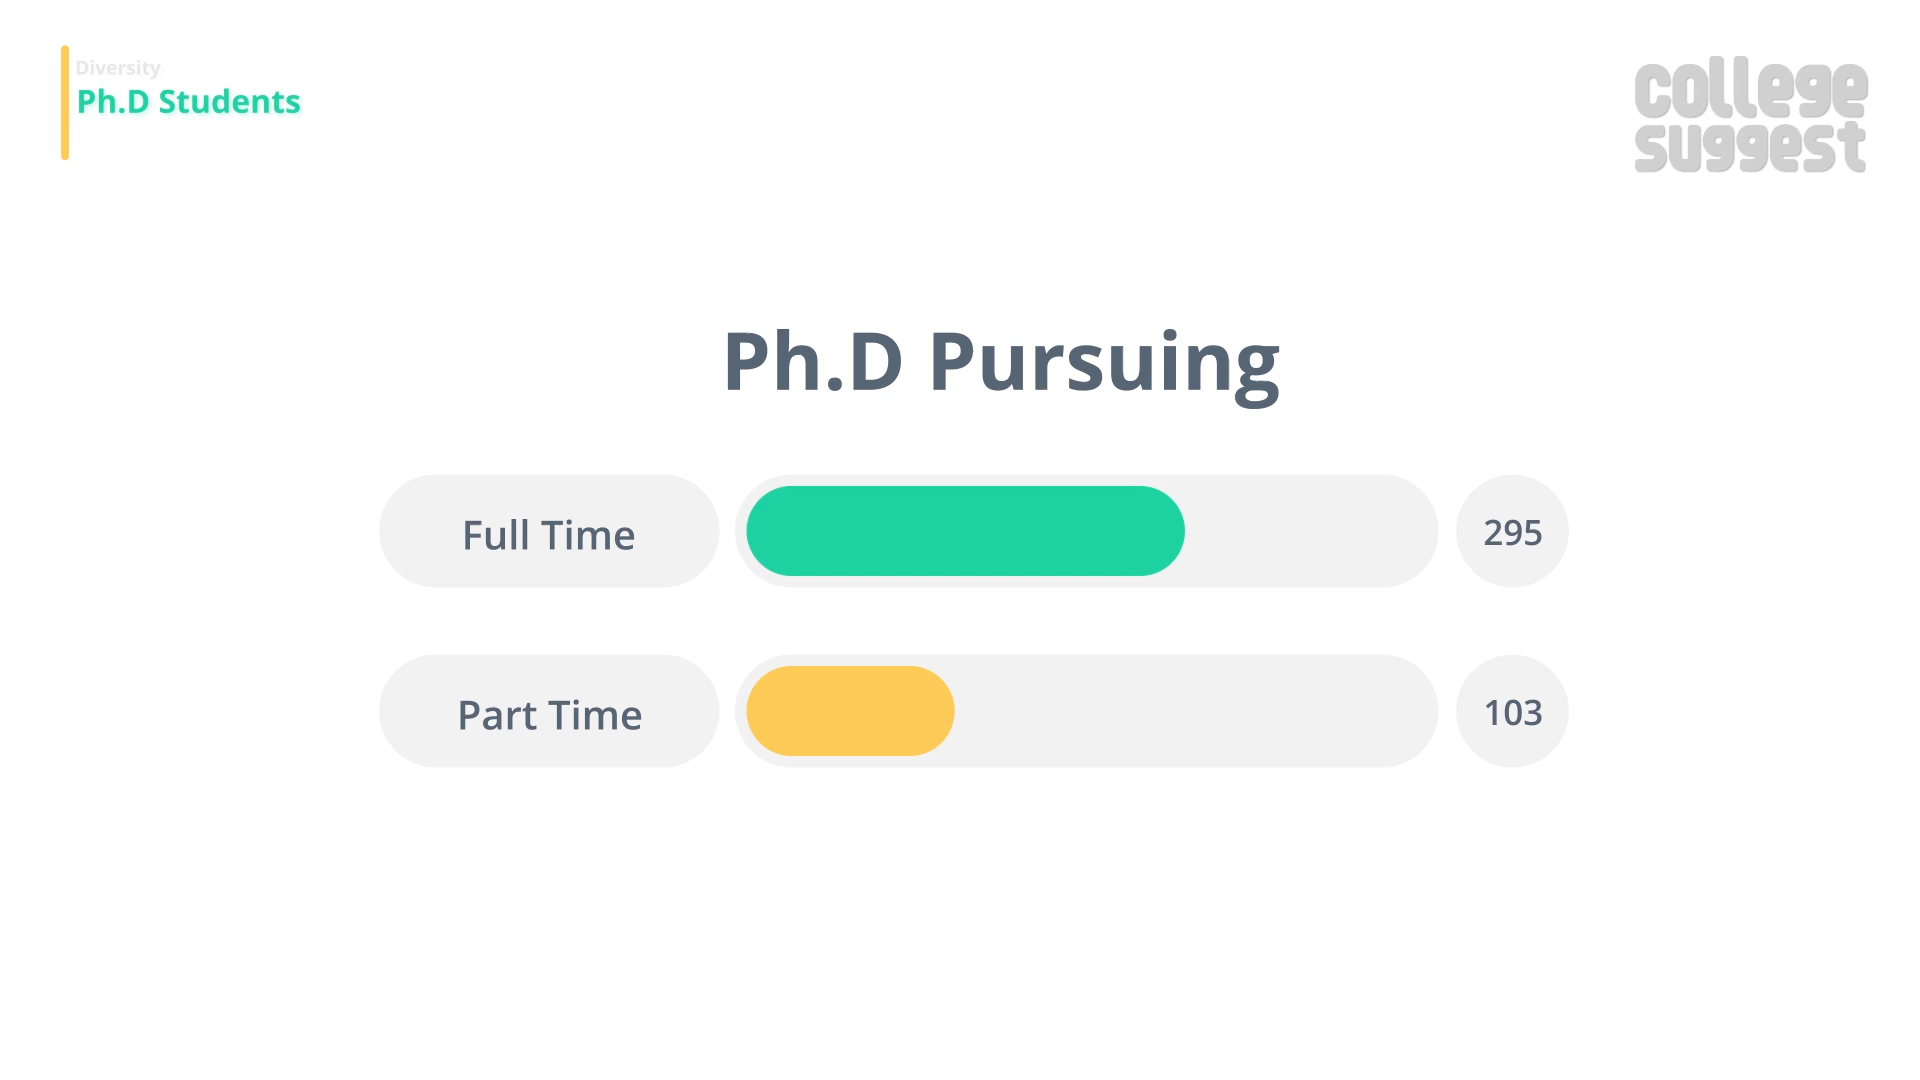 Diversity
Ph.D Students
college
suggest
Ph.D Pursuing
Full Time
295
Part Time
103